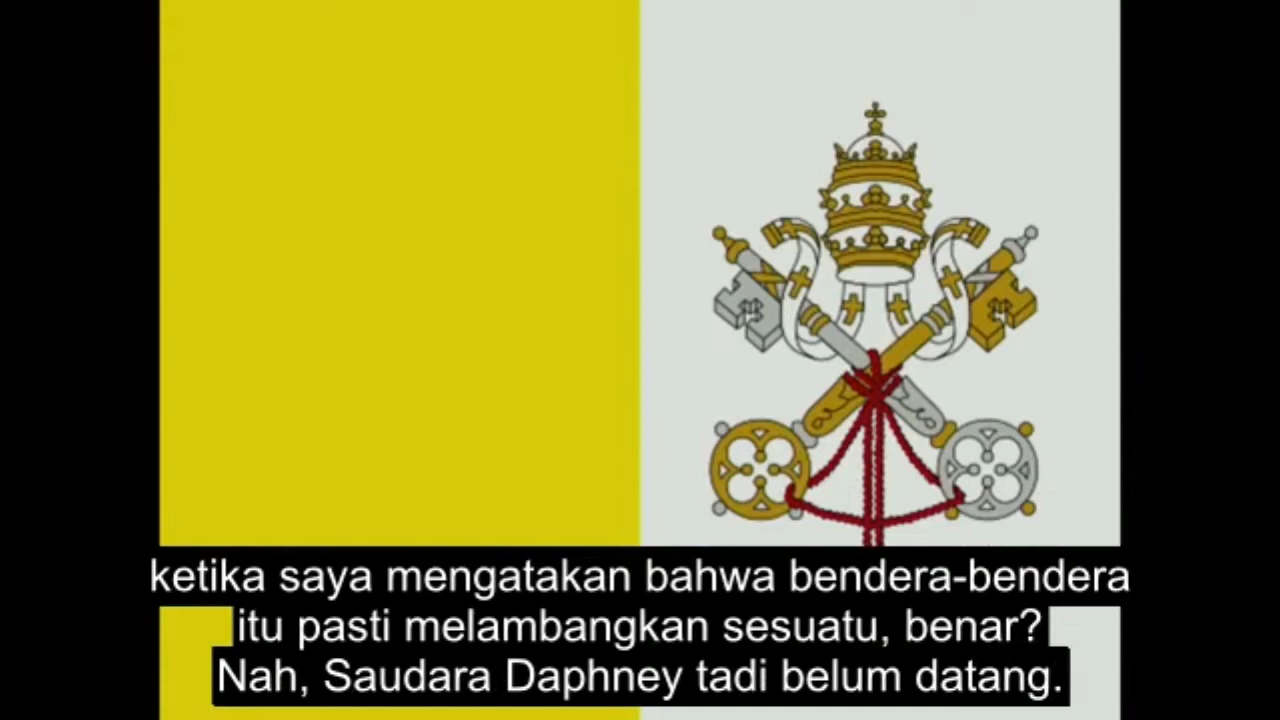 ketika saya mengatakan bahwa bendera-bendera
itu pasti melambangkan sesuatu, benar?
Nah, Saudara Daphney tadi belum datang.